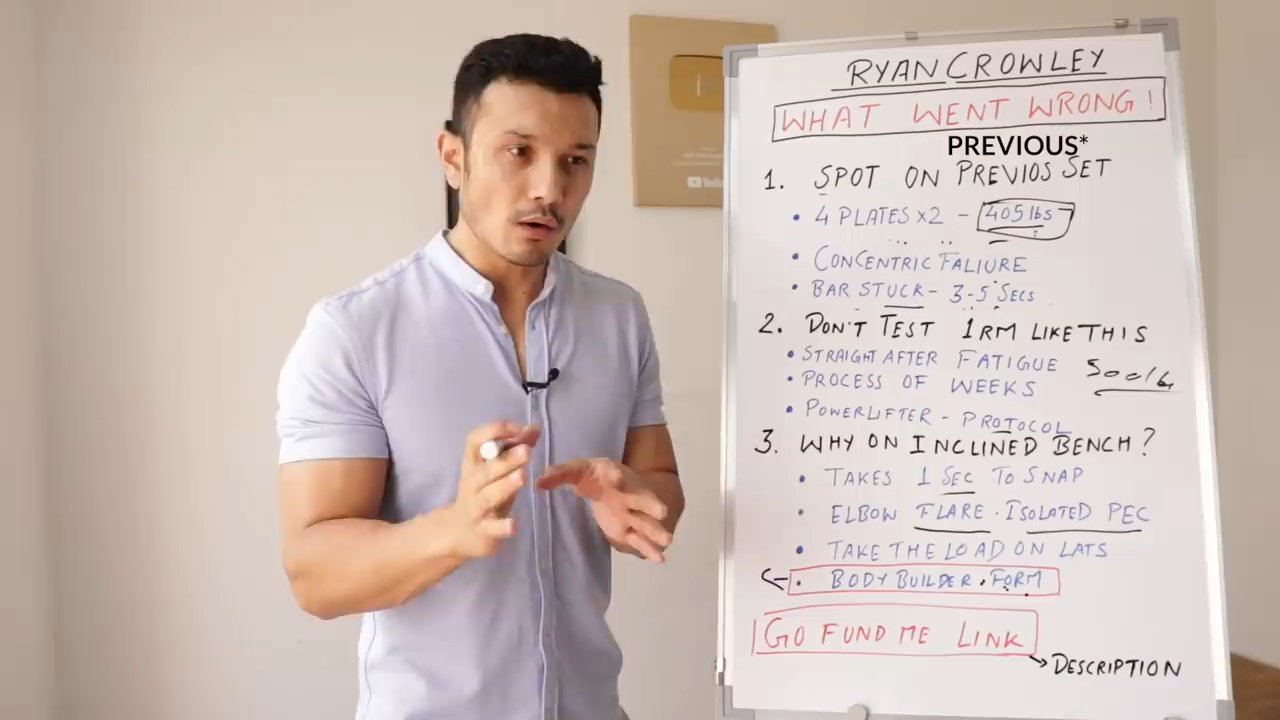 RYAN CROWLEY
WHAT WENT WRONG!
PREVIOUS*
1. SPOT ON PREVIOS SET
• 4 PLATES x2 - 405 lbs
• CONCENTRIC FALIURE
• BAR STUCK - 3-5 SECS
2. DON'T TEST 1RM LIKE THIS
• STRAIGHT AFTER FATIGUE
500lb
• PROCESS OF WEEKS
• POWERLIFTER - PROTOCOL
3. WHY ON INCLINED BENCH?
• TAKES 1 SEC TO SNAP
• ELBOW FLARE · ISOLATED PEC
• TAKE THE LOAD ON LATS
• BODY BUILDER · FORM
GO FUND ME LINK
→ DESCRIPTION